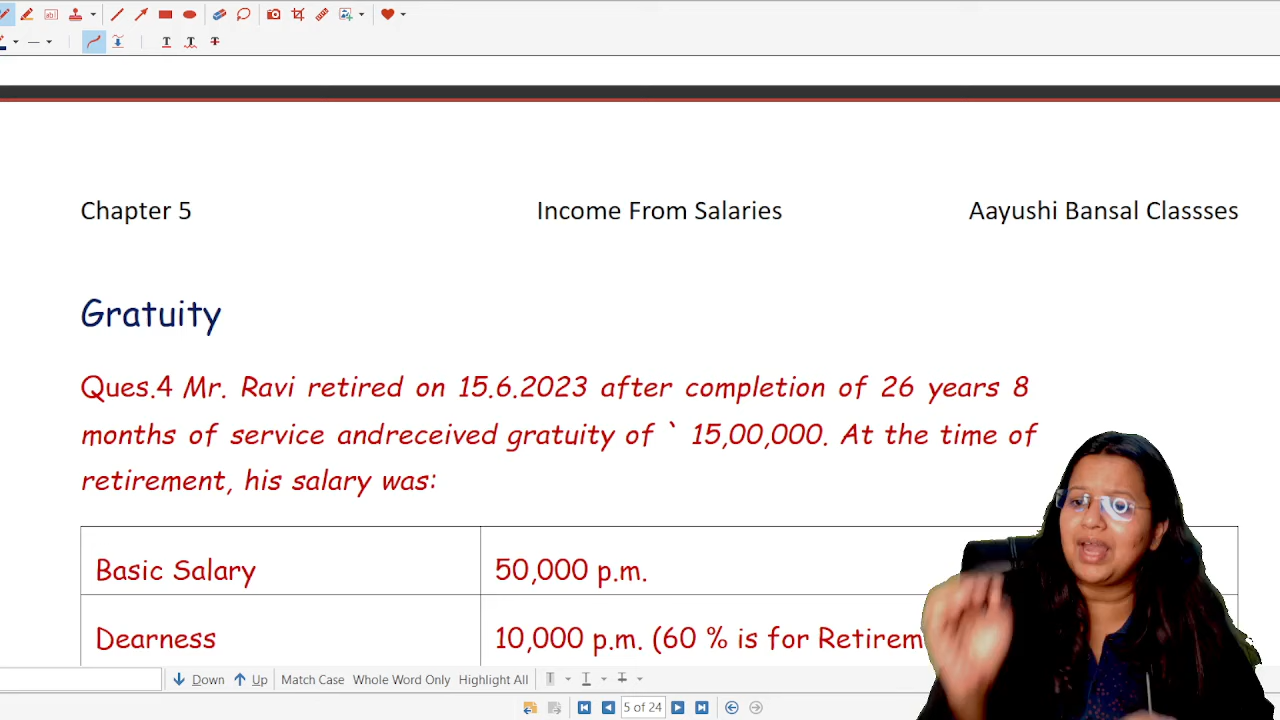 Chapter 5 Income From Salaries Aayushi Bansal Classses
Gratuity
Ques.4 Mr. Ravi retired on 15.6.2023 after completion of 26 years 8
months of service andreceived gratuity of ` 15,00,000. At the time of
retirement, his salary was:
Basic Salary 50,000 p.m.
Dearness 10,000 p.m. (60 % is for Retirem
Down Up Match Case Whole Word Only Highlight All T T T
5 of 24